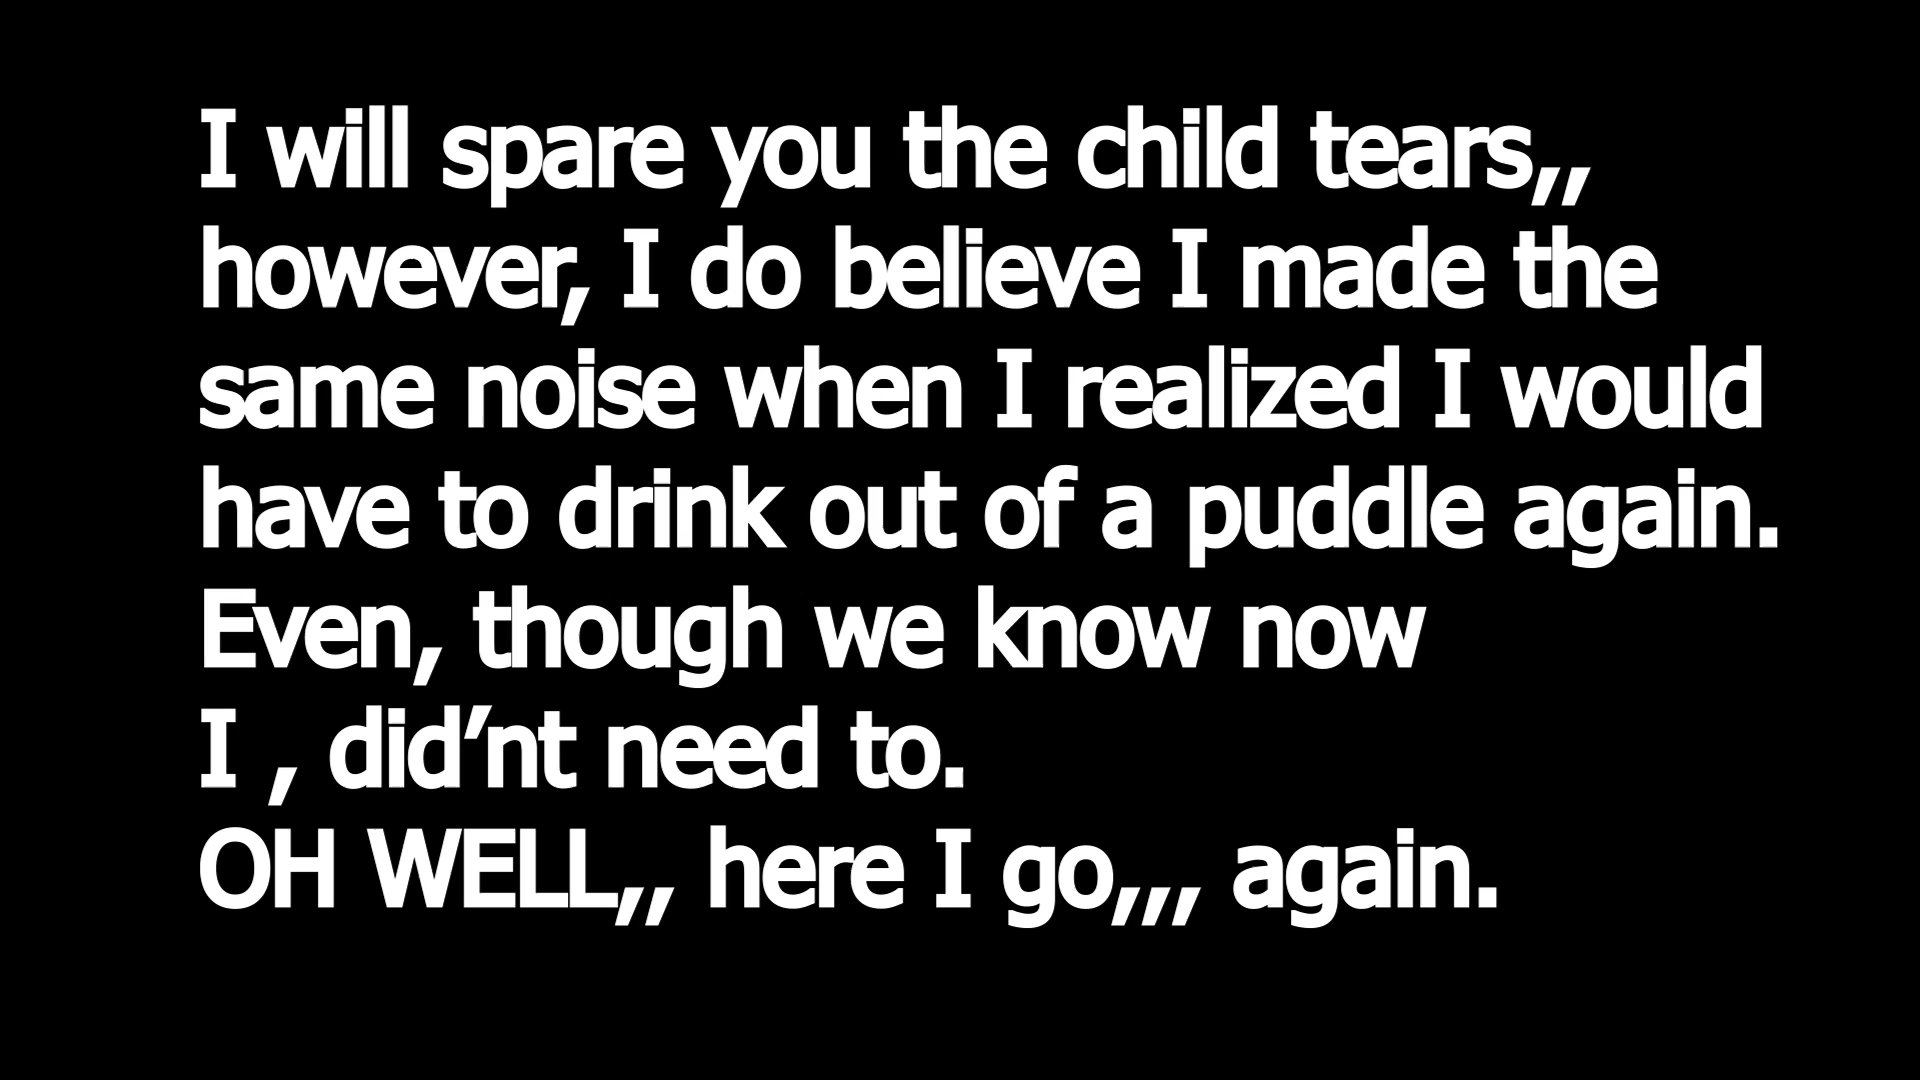 I will spare you the child tears,,
however, I do believe I made the
same noise when I realized I would
have to drink out of a puddle again.
Even, though we know now
I , did’nt need to.
OH WELL,, here I go,,, again.